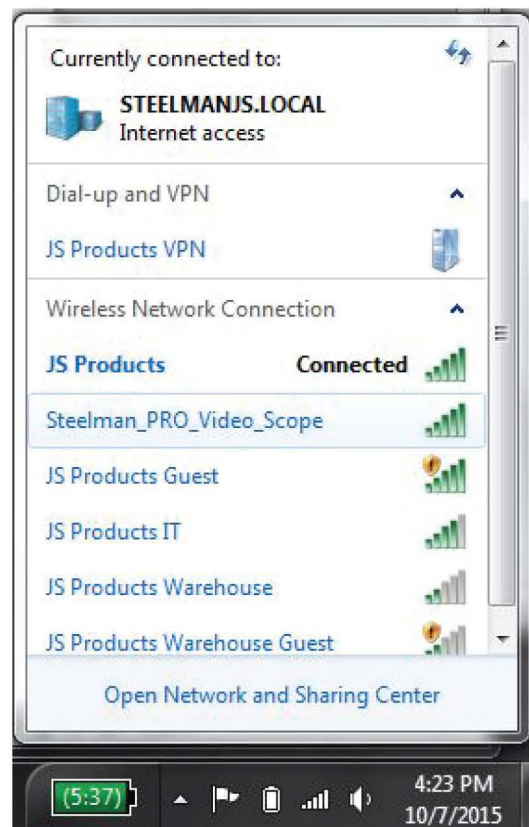 Currently connected to:
STEELMANJS.LOCAL
Internet access
Dial-up and VPN
JS Products VPN
Wireless Network Connection
JS Products Connected
Steelman_PRO_Video_Scope
JS Products Guest
JS Products IT
JS Products Warehouse
JS Products Warehouse Guest
Open Network and Sharing Center
(5:37) 4:23 PM
10/7/2015